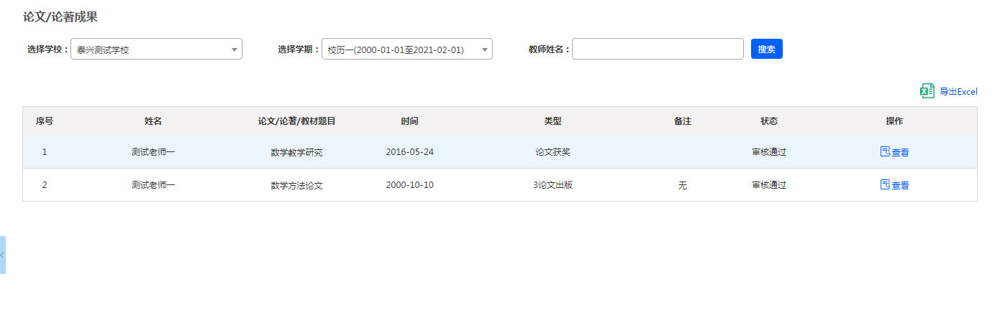 论文/论著成果
选择学校： 泰兴测试学校 选择学期： 校历一(2000-01-01至2021-02-01) 教师姓名： 搜索
导出Excel
序号 姓名 论文/论著/教材题目 时间 类型 备注 状态 操作
1 测试老师一 数学教学研究 2016-05-24 论文获奖 审核通过 查看
2 测试老师一 数学方法论文 2000-10-10 3论文出版 无 审核通过 查看